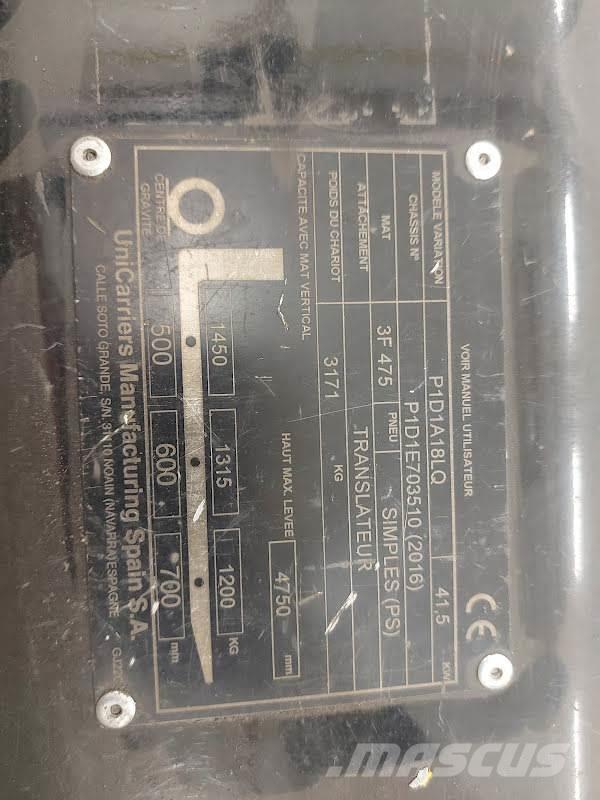 VOIR MANUEL UTILISATEUR
MODELE VARIATION P1D1A18LQ 41,5 KW
CHASSIS N° P1D1E703510 (2016)
MAT 3F 475 PNEU SIMPLES (PS)
ATTACHEMENT TRANSLATEUR
POIDS DU CHARIOT 3171 KG
CAPACITE AVEC MAT VERTICAL HAUT MAX. LEVEE 4750 mm
1450 1315 1200 KG
CENTRE DE GRAVITE 500 600 700 mm
UniCarriers Manufacturing Spain S.A.
CALLE SOTO GRANDE, S/N, 31110 NOAIN (NAVARRA) ESPAGNE
CE
MASCUS